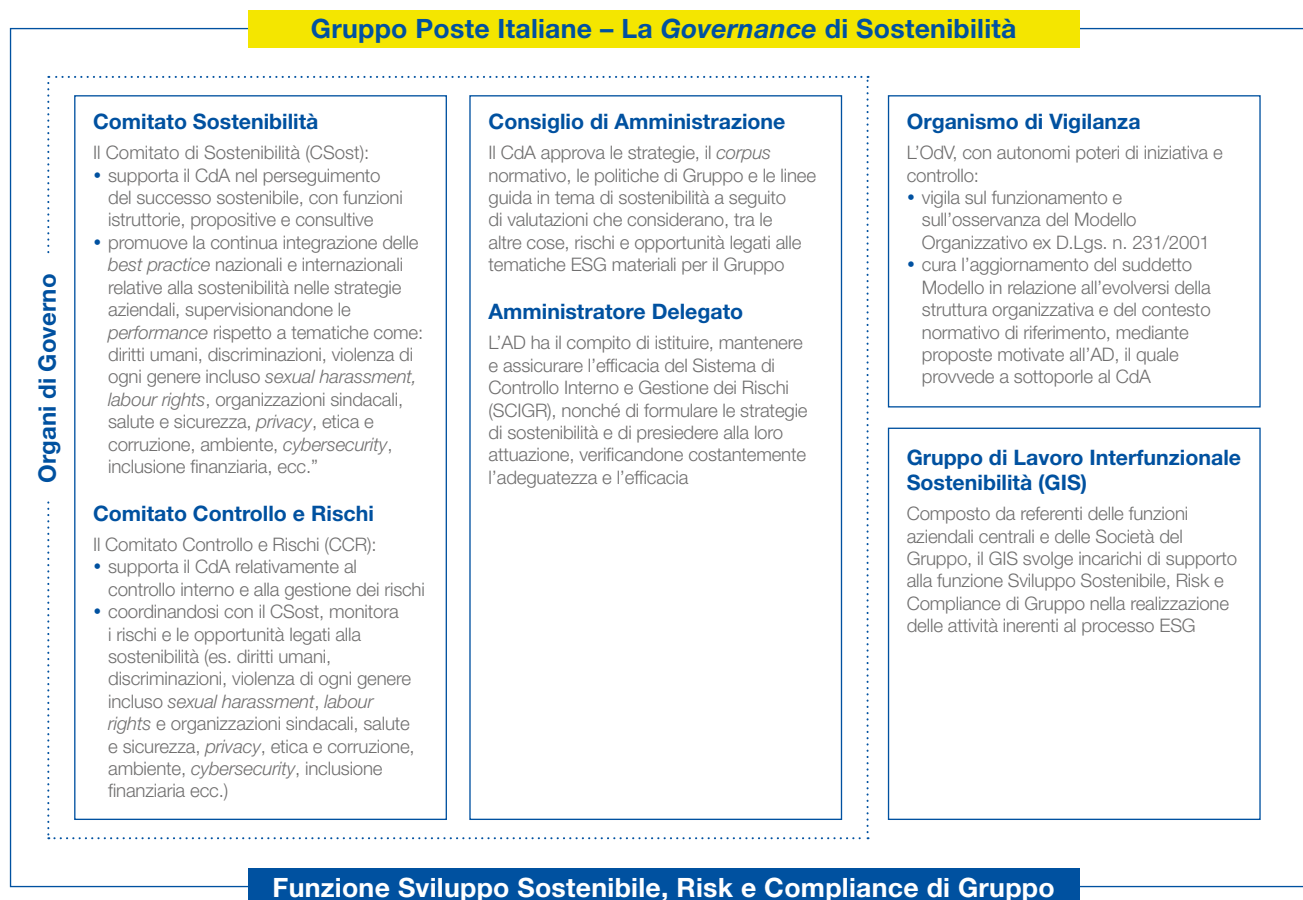 Gruppo Poste Italiane – La Governance di Sostenibilità
Organi di Governo
Comitato Sostenibilità
Il Comitato di Sostenibilità (CSost):
• supporta il CdA nel perseguimento
del successo sostenibile, con funzioni
istruttorie, propositive e consultive
• promuove la continua integrazione delle
best practice nazionali e internazionali
relative alla sostenibilità nelle strategie
aziendali, supervisionandone le
performance rispetto a tematiche come:
diritti umani, discriminazioni, violenza di
ogni genere incluso sexual harassment,
labour rights, organizzazioni sindacali,
salute e sicurezza, privacy, etica e
corruzione, ambiente, cybersecurity,
inclusione finanziaria, ecc.”
Comitato Controllo e Rischi
Il Comitato Controllo e Rischi (CCR):
• supporta il CdA relativamente al
controllo interno e alla gestione dei rischi
• coordinandosi con il CSost, monitora
i rischi e le opportunità legati alla
sostenibilità (es. diritti umani,
discriminazioni, violenza di ogni genere
incluso sexual harassment, labour
rights e organizzazioni sindacali, salute
e sicurezza, privacy, etica e corruzione,
ambiente, cybersecurity, inclusione
finanziaria ecc.)
Consiglio di Amministrazione
Il CdA approva le strategie, il corpus
normativo, le politiche di Gruppo e le linee
guida in tema di sostenibilità a seguito
di valutazioni che considerano, tra le
altre cose, rischi e opportunità legati alle
tematiche ESG materiali per il Gruppo
Amministratore Delegato
L’AD ha il compito di istituire, mantenere
e assicurare l’efficacia del Sistema di
Controllo Interno e Gestione dei Rischi
(SCIGR), nonché di formulare le strategie
di sostenibilità e di presiedere alla loro
attuazione, verificandone costantemente
l’adeguatezza e l’efficacia
Organismo di Vigilanza
L’OdV, con autonomi poteri di iniziativa e
controllo:
• vigila sul funzionamento e
sull’osservanza del Modello
Organizzativo ex D.Lgs. n. 231/2001
• cura l’aggiornamento del suddetto
Modello in relazione all’evolversi della
struttura organizzativa e del contesto
normativo di riferimento, mediante
proposte motivate all’AD, il quale
provvede a sottoporle al CdA
Gruppo di Lavoro Interfunzionale
Sostenibilità (GIS)
Composto da referenti delle funzioni
aziendali centrali e delle Società del
Gruppo, il GIS svolge incarichi di supporto
alla funzione Sviluppo Sostenibile, Risk e
Compliance di Gruppo nella realizzazione
delle attività inerenti al processo ESG
Funzione Sviluppo Sostenibile, Risk e Compliance di Gruppo